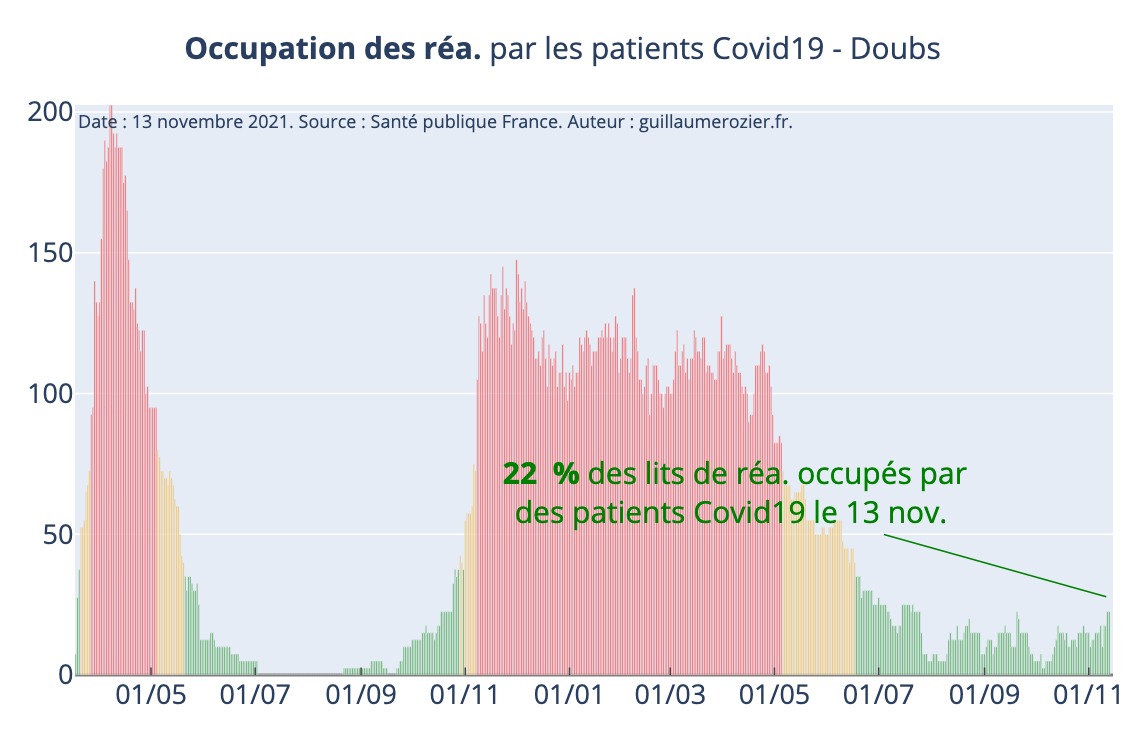 Occupation des réa. par les patients Covid19 - Doubs
200
Date : 13 novembre 2021. Source : Santé publique France. Auteur : guillaumerozier.fr.
150
100
22 % des lits de réa. occupés par
des patients Covid19 le 13 nov.
50
0
01/05 01/07 01/09 01/11 01/01 01/03 01/05 01/07 01/09 01/11